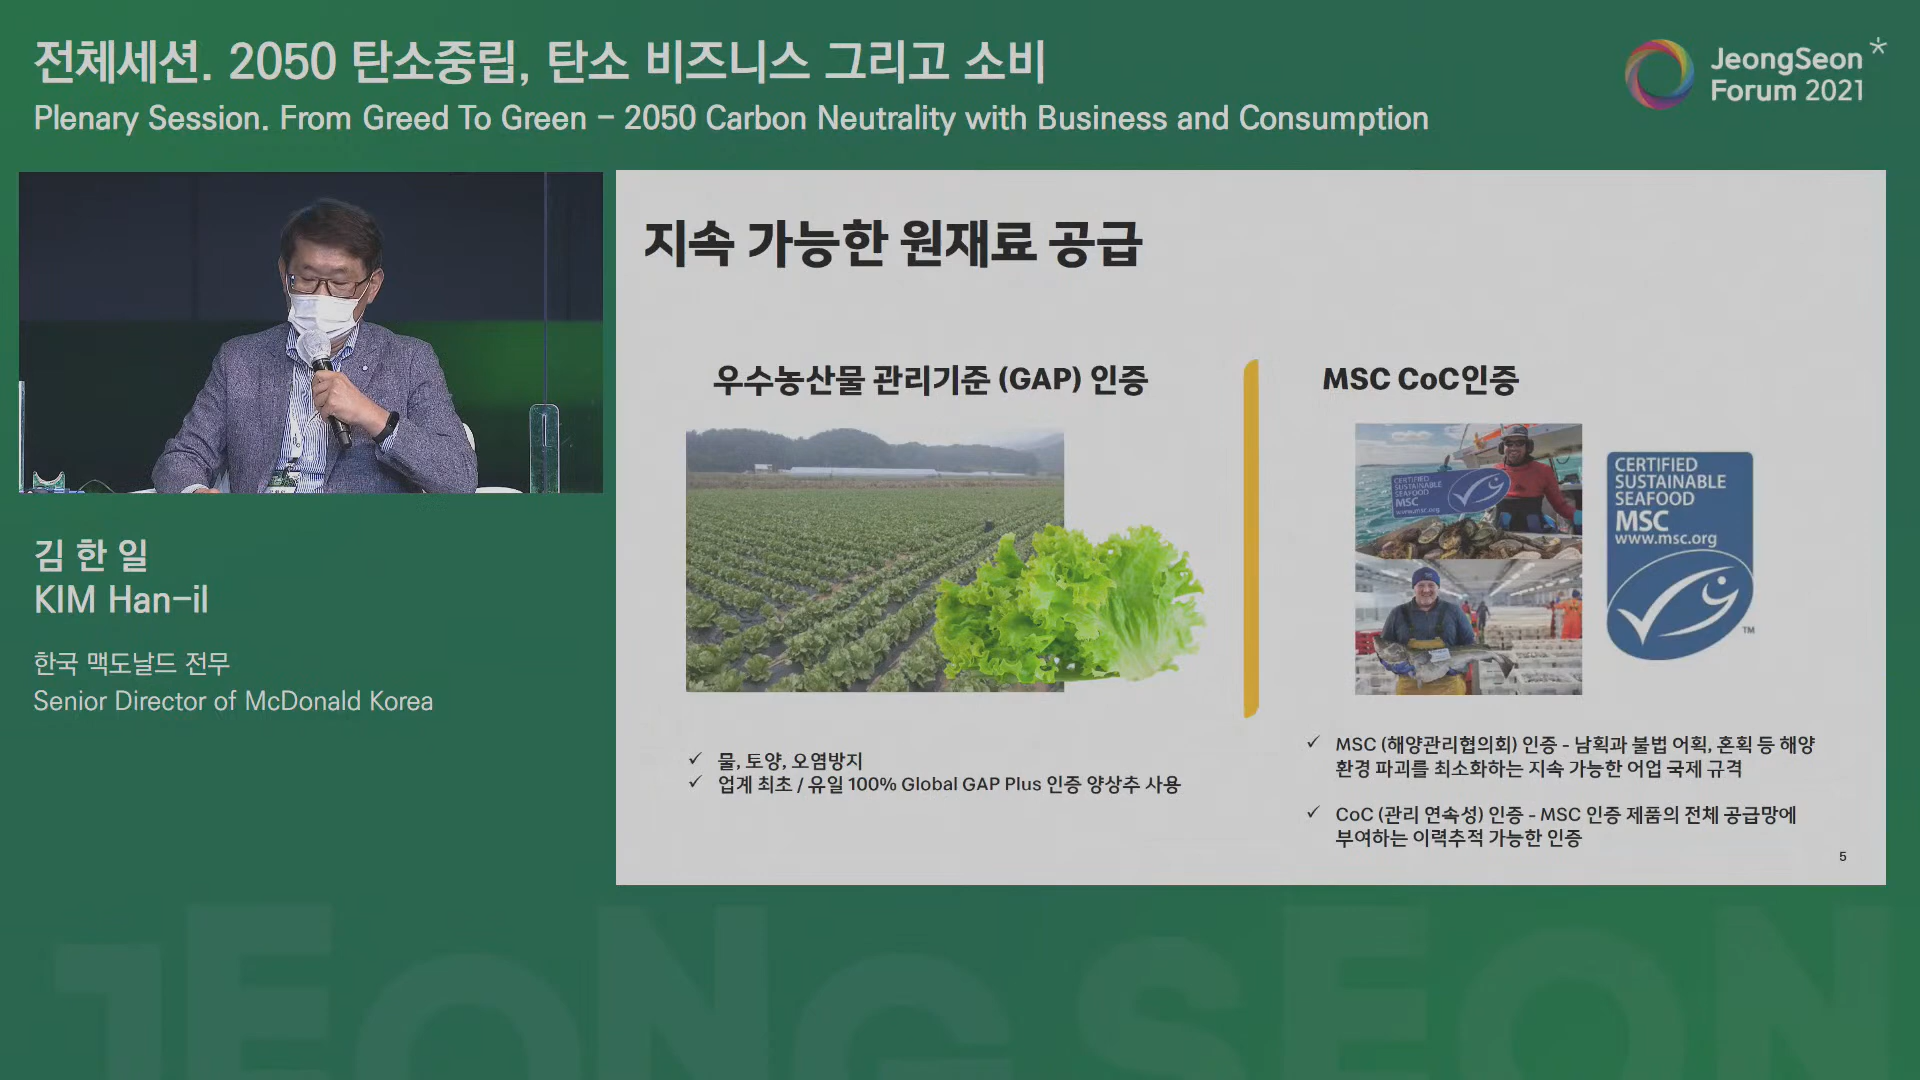 전체세션. 2050 탄소중립, 탄소 비즈니스 그리고 소비
Plenary Session. From Greed To Green – 2050 Carbon Neutrality with Business and Consumption
JeongSeon*
Forum 2021
지속 가능한 원재료 공급
우수농산물 관리기준 (GAP) 인증
MSC CoC인증
CERTIFIED
SUSTAINABLE
SEAFOOD
MSC
www.msc.org
CERTIFIED
SUSTAINABLE
SEAFOOD
MSC
www.msc.org
TM
✓ 물, 토양, 오염방지
✓ 업계 최초 / 유일 100% Global GAP Plus 인증 양상추 사용
✓ MSC (해양관리협의회) 인증 - 남획과 불법 어획, 혼획 등 해양
환경 파괴를 최소화하는 지속 가능한 어업 국제 규격
✓ CoC (관리 연속성) 인증 - MSC 인증 제품의 전체 공급망에
부여하는 이력추적 가능한 인증
5
김 한 일
KIM Han-il
한국 맥도날드 전무
Senior Director of McDonald Korea
JEONG SEON